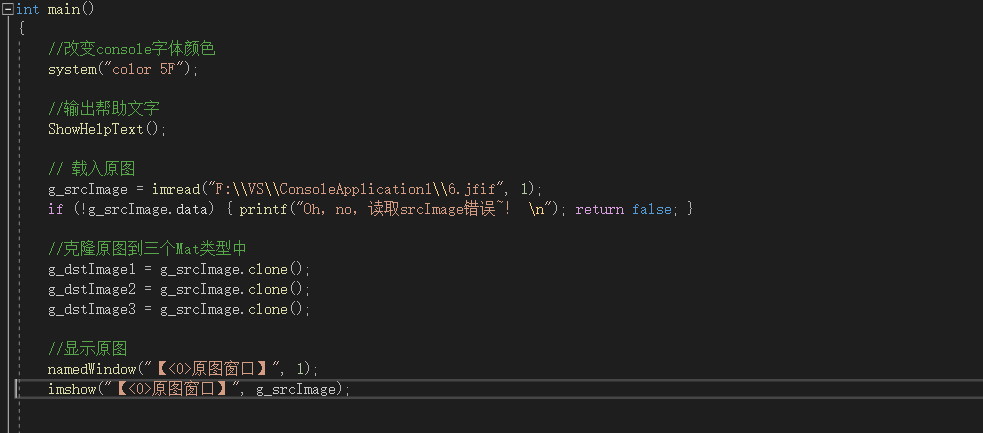 int main()
{
//改变console字体颜色
system("color 5F");
//输出帮助文字
ShowHelpText();
// 载入原图
g_srcImage = imread("F:\\VS\\ConsoleApplication1\\6.jfif", 1);
if (!g_srcImage.data) { printf("Oh, no, 读取srcImage错误~! \n"); return false; }
//克隆原图到三个Mat类型中
g_dstImage1 = g_srcImage.clone();
g_dstImage2 = g_srcImage.clone();
g_dstImage3 = g_srcImage.clone();
//显示原图
namedWindow("【<0>原图窗口】", 1);
imshow("【<0>原图窗口】", g_srcImage);